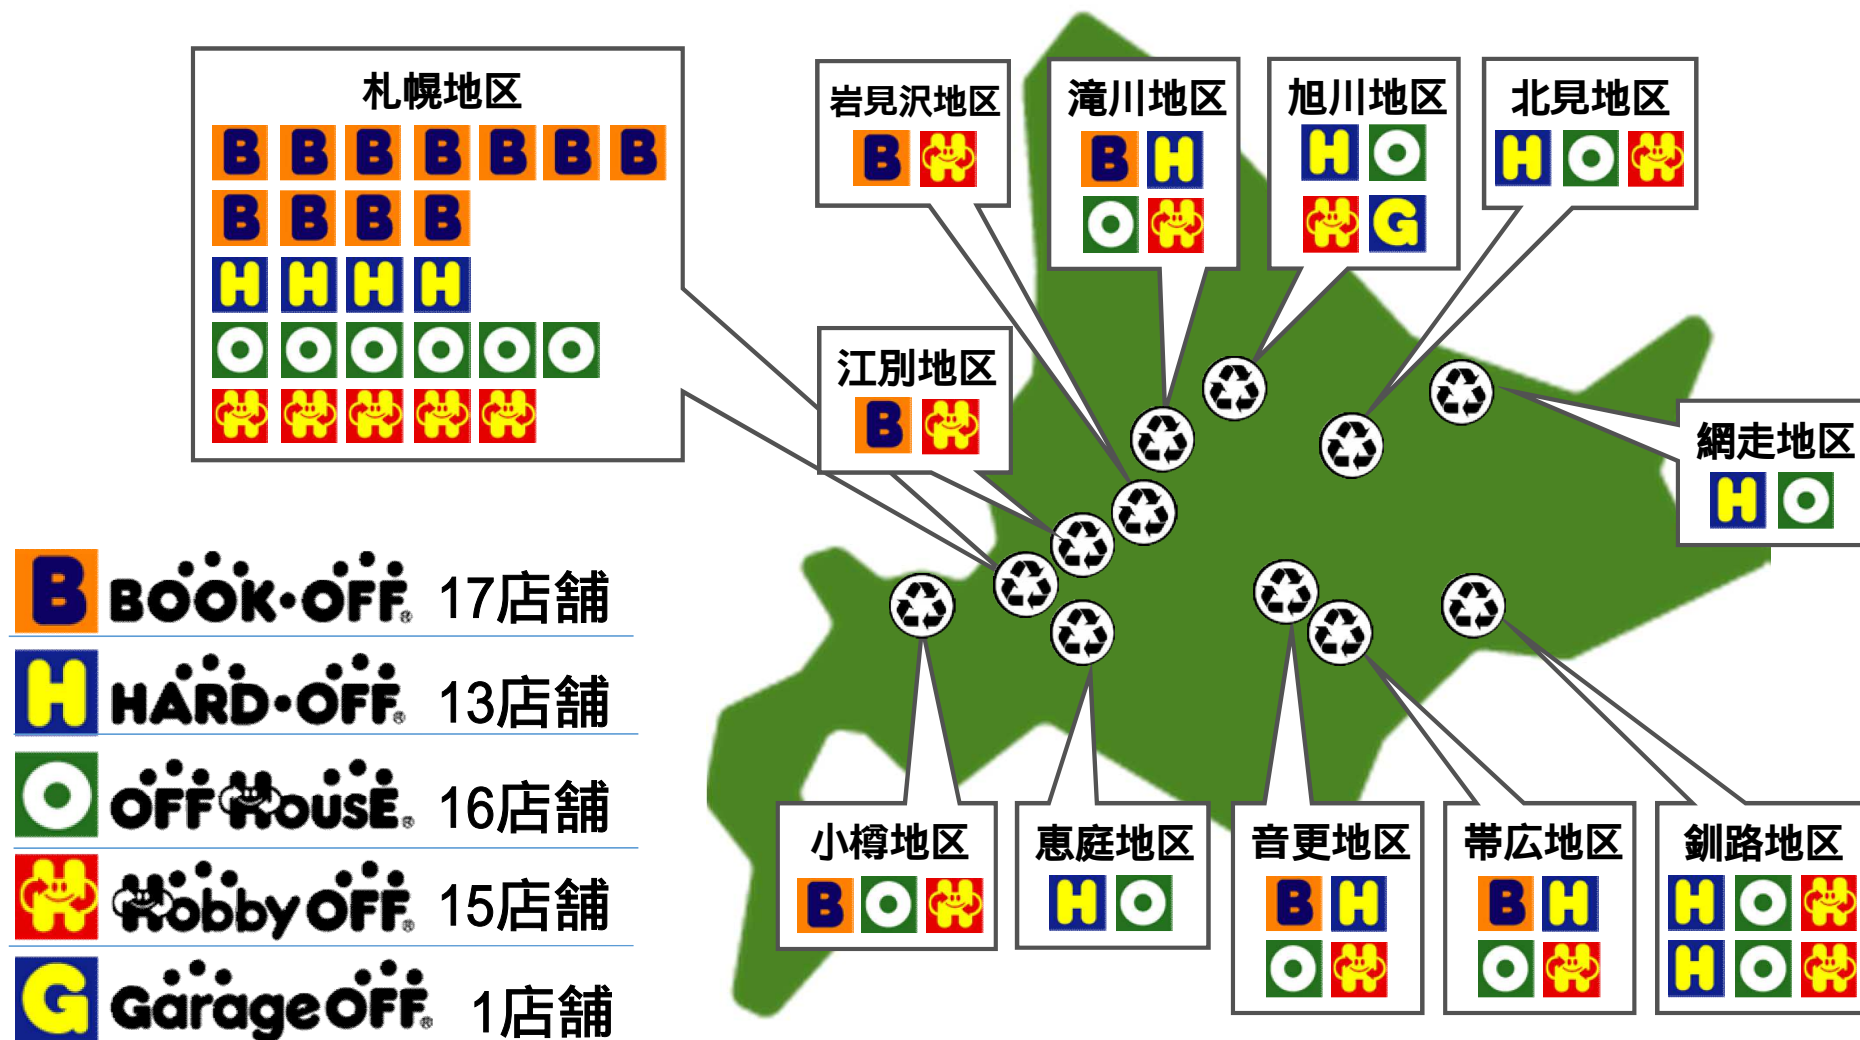 札幌地区
B B B B B B B
B B B B
H H H H
O O O O O O
H H H H H
岩見沢地区
B H
滝川地区
B H
O H
旭川地区
H O
H G
北見地区
H O H
江別地区
B H
網走地区
H O
B BOOK・OFF® 17店舗
H HARD・OFF® 13店舗
O OFF HOUSE® 16店舗
H Hobby OFF® 15店舗
G Garage OFF® 1店舗
小樽地区
B O H
恵庭地区
H O
音更地区
B H
O H
帯広地区
B H
O H
釧路地区
H O H
H O H